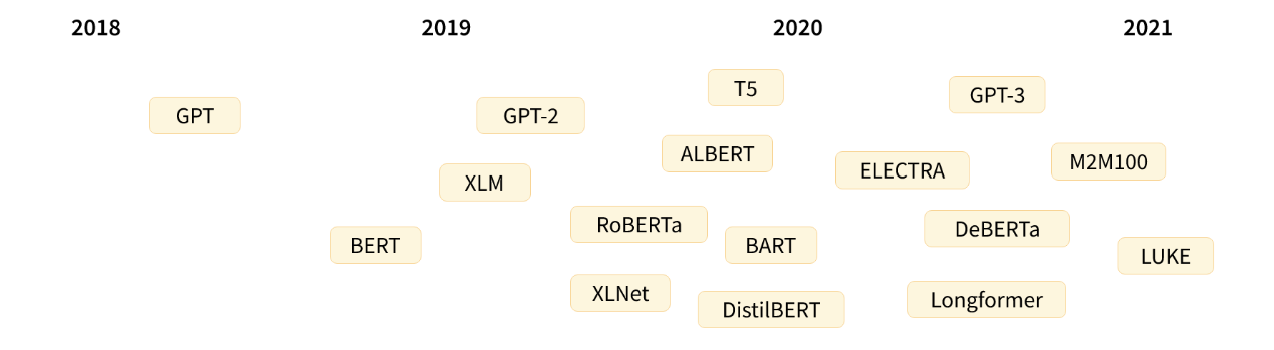 2018 2019 2020 2021
T5
GPT-3
GPT
GPT-2
ALBERT
M2M100
ELECTRA
XLM
RoBERTa
DeBERTa
BERT
BART
LUKE
XLNet
Longformer
DistilBERT